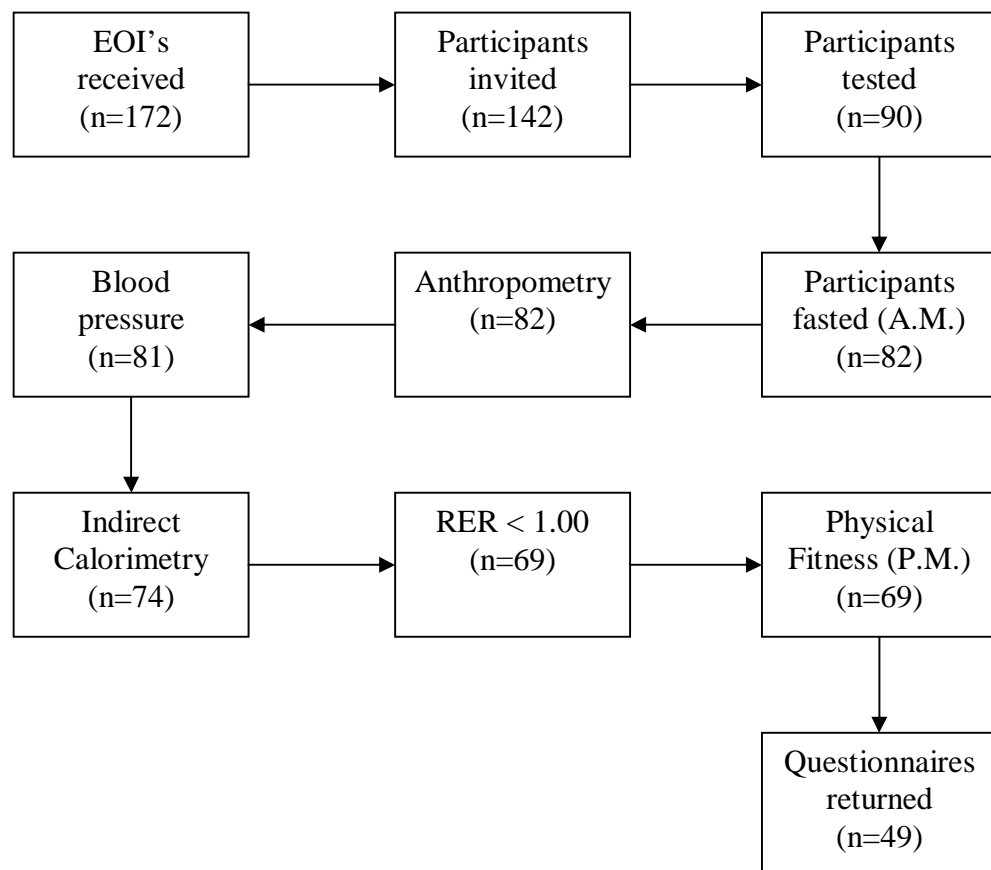 EOI's
received
(n=172)
Participants
invited
(n=142)
Participants
tested
(n=90)
Participants
fasted (A.M.)
(n=82)
Anthropometry
(n=82)
Blood
pressure
(n=81)
Indirect
Calorimetry
(n=74)
RER < 1.00
(n=69)
Physical
Fitness (P.M.)
(n=69)
Questionnaires
returned
(n=49)